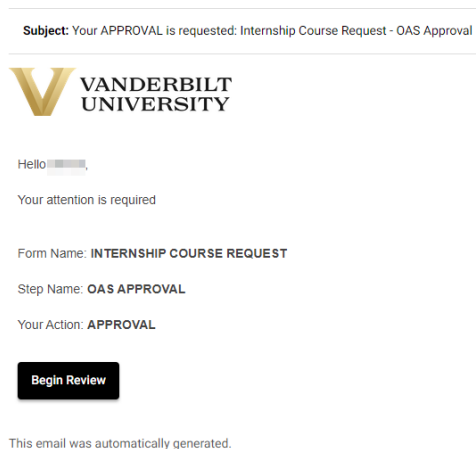 Subject: Your APPROVAL is requested: Internship Course Request - OAS Approval
VANDERBILT
UNIVERSITY
Hello ,
Your attention is required
Form Name: INTERNSHIP COURSE REQUEST
Step Name: OAS APPROVAL
Your Action: APPROVAL
Begin Review
This email was automatically generated.